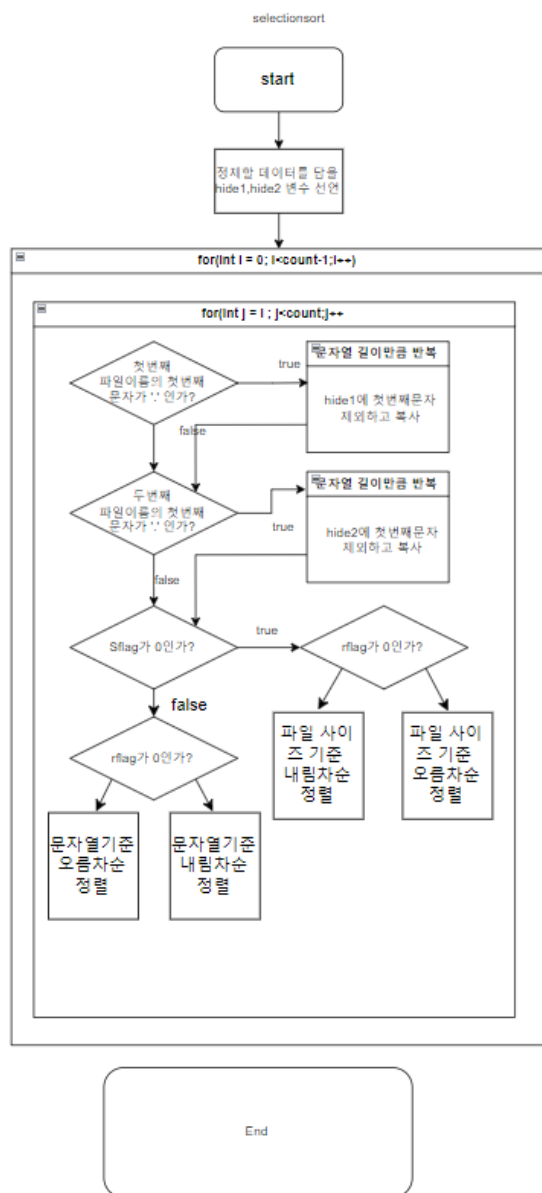 selectionsort
start
정제할 데이터를 담을
hide1,hide2 변수 선언
for(int i = 0; i<count-1;i++)
for(int j = i ; j<count;j++
첫번째
파일이름의 첫번째
문자가 '.' 인가?
true
문자열 길이만큼 반복
hide1에 첫번째문자
제외하고 복사
false
두번째
파일이름의 첫번째
문자가 '.' 인가?
true
문자열 길이만큼 반복
hide2에 첫번째문자
제외하고 복사
false
Sflag가 0인가?
true
rflag가 0인가?
false
파일 사이
즈 기준
내림차순
정렬
파일 사이
즈 기준
오름차순
정렬
rflag가 0인가?
문자열기준
오름차순
정렬
문자열기준
내림차순
정렬
End